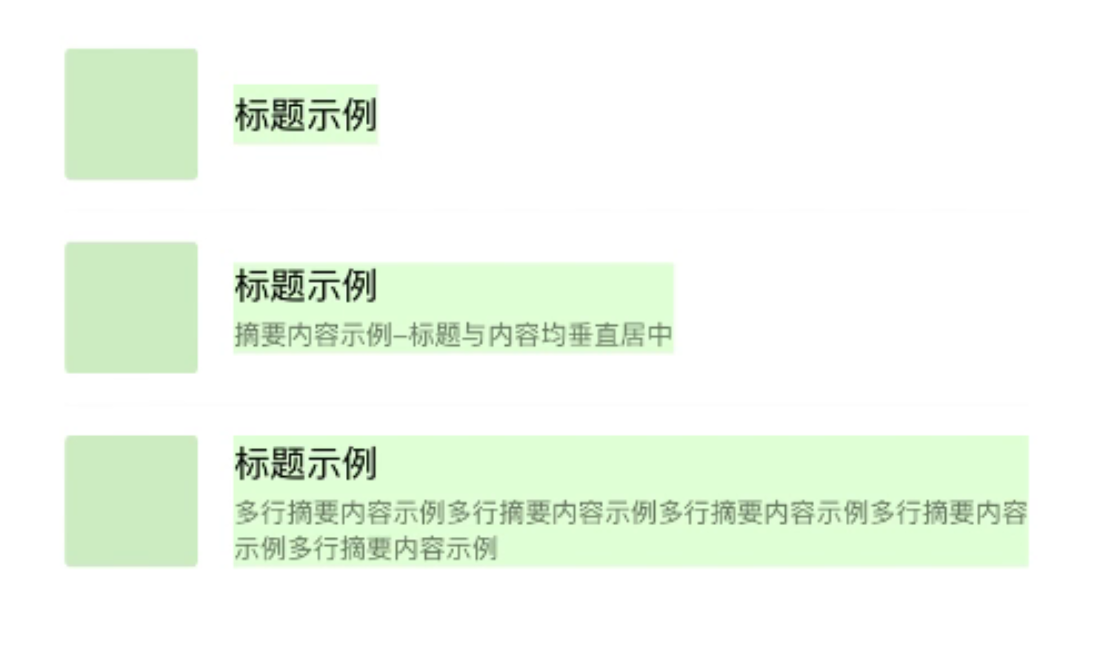 标题示例
标题示例
摘要内容示例–标题与内容均垂直居中
标题示例
多行摘要内容示例多行摘要内容示例多行摘要内容示例多行摘要内容
示例多行摘要内容示例